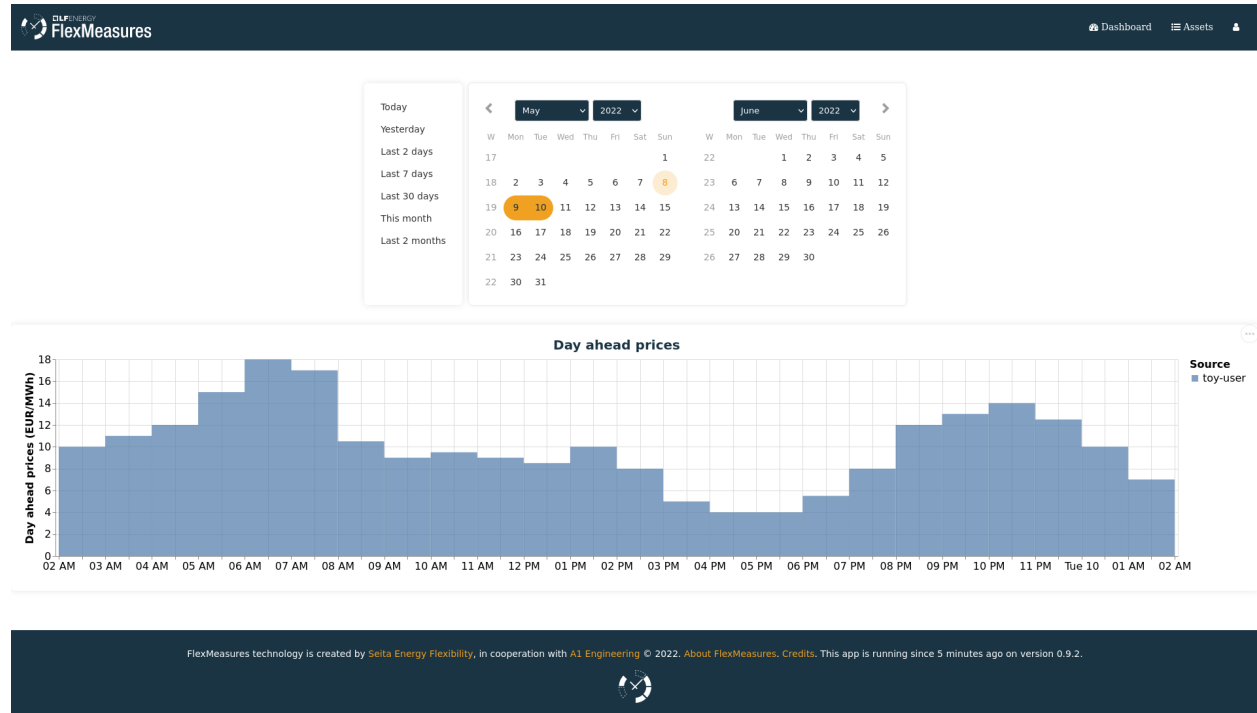 LFENERGY
FlexMeasures
Dashboard Assets
Today
Yesterday
Last 2 days
Last 7 days
Last 30 days
This month
Last 2 months
May 2022
W Mon Tue Wed Thu Fri Sat Sun
17 1
18 2 3 4 5 6 7 8
19 9 10 11 12 13 14 15
20 16 17 18 19 20 21 22
21 23 24 25 26 27 28 29
22 30 31
June 2022
W Mon Tue Wed Thu Fri Sat Sun
22 1 2 3 4 5
23 6 7 8 9 10 11 12
24 13 14 15 16 17 18 19
25 20 21 22 23 24 25 26
26 27 28 29 30
Day ahead prices
Day ahead prices (EUR/MWh)
18
16
14
12
10
8
6
4
2
0
02 AM 03 AM 04 AM 05 AM 06 AM 07 AM 08 AM 09 AM 10 AM 11 AM 12 PM 01 PM 02 PM 03 PM 04 PM 05 PM 06 PM 07 PM 08 PM 09 PM 10 PM 11 PM Tue 10 01 AM 02 AM
Source
toy-user
FlexMeasures technology is created by Seita Energy Flexibility, in cooperation with A1 Engineering © 2022. About FlexMeasures. Credits. This app is running since 5 minutes ago on version 0.9.2.